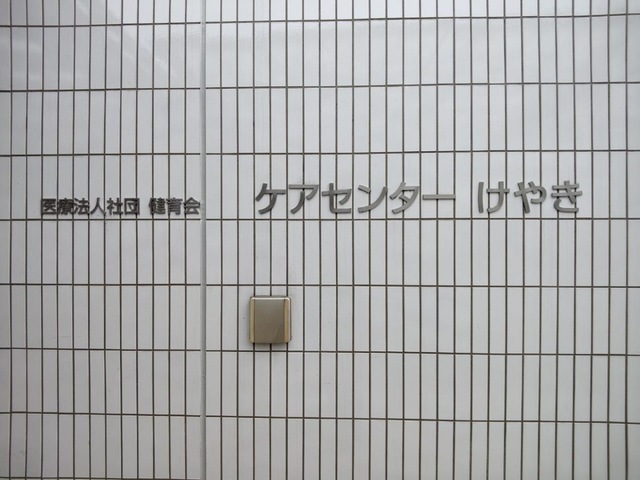 医療法人社団 健育会
ケアセンター けやき